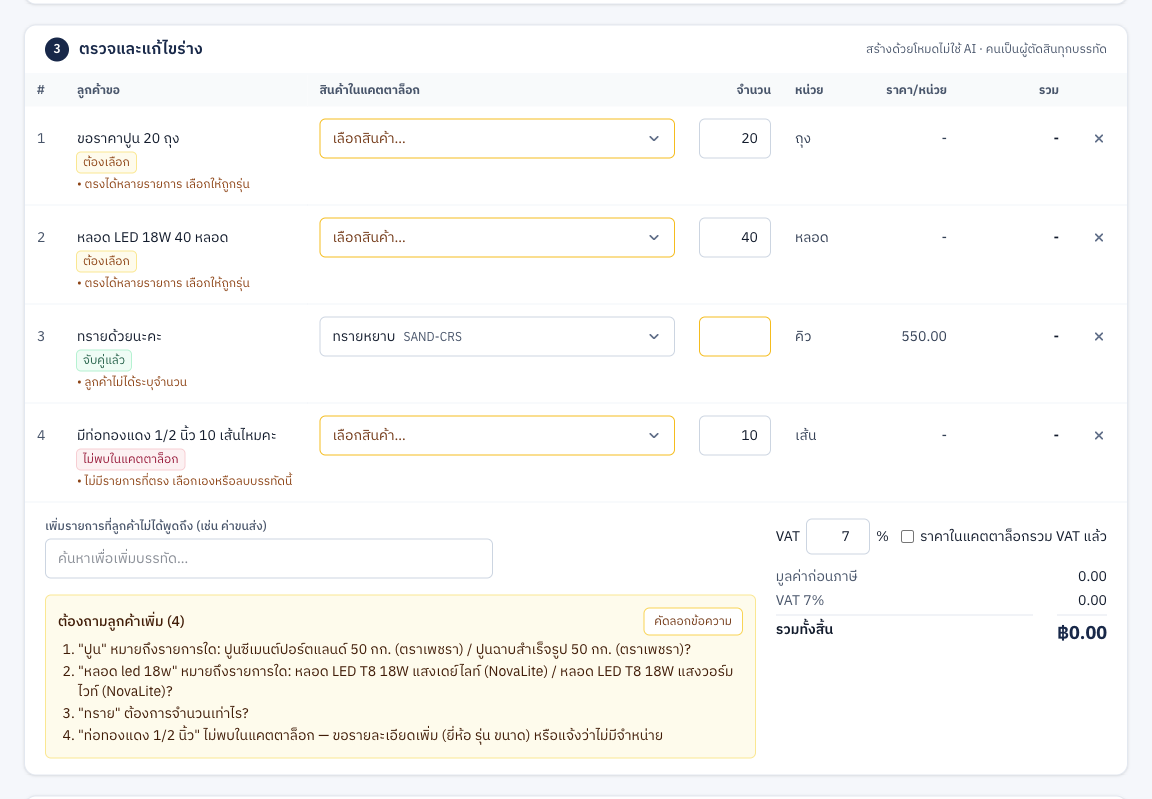 3 ตรวจและแก้ไขร่าง
สร้างด้วยโหมดไม่ใช้ AI · คนเป็นผู้ตัดสินทุกบรรทัด
# ลูกค้าขอ สินค้าในแคตตาล็อก จำนวน หน่วย ราคา/หน่วย รวม
1 ขอราคาปูน 20 ถุง เลือกสินค้า... 20 ถุง - - ×
ต้องเลือก
• ตรงได้หลายรายการ เลือกให้ถูกรุ่น
2 หลอด LED 18W 40 หลอด เลือกสินค้า... 40 หลอด - - ×
ต้องเลือก
• ตรงได้หลายรายการ เลือกให้ถูกรุ่น
3 ทรายด้วยนะคะ ทรายหยาบ SAND-CRS คิว 550.00 - ×
จับคู่แล้ว
• ลูกค้าไม่ได้ระบุจำนวน
4 มีท่อทองแดง 1/2 นิ้ว 10 เส้นไหมคะ เลือกสินค้า... 10 เส้น - - ×
ไม่พบในแคตตาล็อก
• ไม่มีรายการที่ตรง เลือกเองหรือลบบรรทัดนี้
เพิ่มรายการที่ลูกค้าไม่ได้พูดถึง (เช่น ค่าขนส่ง)
ค้นหาเพื่อเพิ่มบรรทัด...
VAT 7 % ราคาในแคตตาล็อกรวม VAT แล้ว
มูลค่าก่อนภาษี 0.00
VAT 7% 0.00
รวมทั้งสิ้น ฿0.00
ต้องถามลูกค้าเพิ่ม (4) คัดลอกข้อความ
1. "ปูน" หมายถึงรายการใด: ปูนซีเมนต์ปอร์ตแลนด์ 50 กก. (ตราเพชรา) / ปูนฉาบสำเร็จรูป 50 กก. (ตราเพชรา)?
2. "หลอด led 18w" หมายถึงรายการใด: หลอด LED T8 18W แสงเดย์ไลท์ (NovaLite) / หลอด LED T8 18W แสงวอร์ม
ไวท์ (NovaLite)?
3. "ทราย" ต้องการจำนวนเท่าไร?
4. "ท่อทองแดง 1/2 นิ้ว" ไม่พบในแคตตาล็อก — ขอรายละเอียดเพิ่ม (ยี่ห้อ รุ่น ขนาด) หรือแจ้งว่าไม่มีจำหน่าย